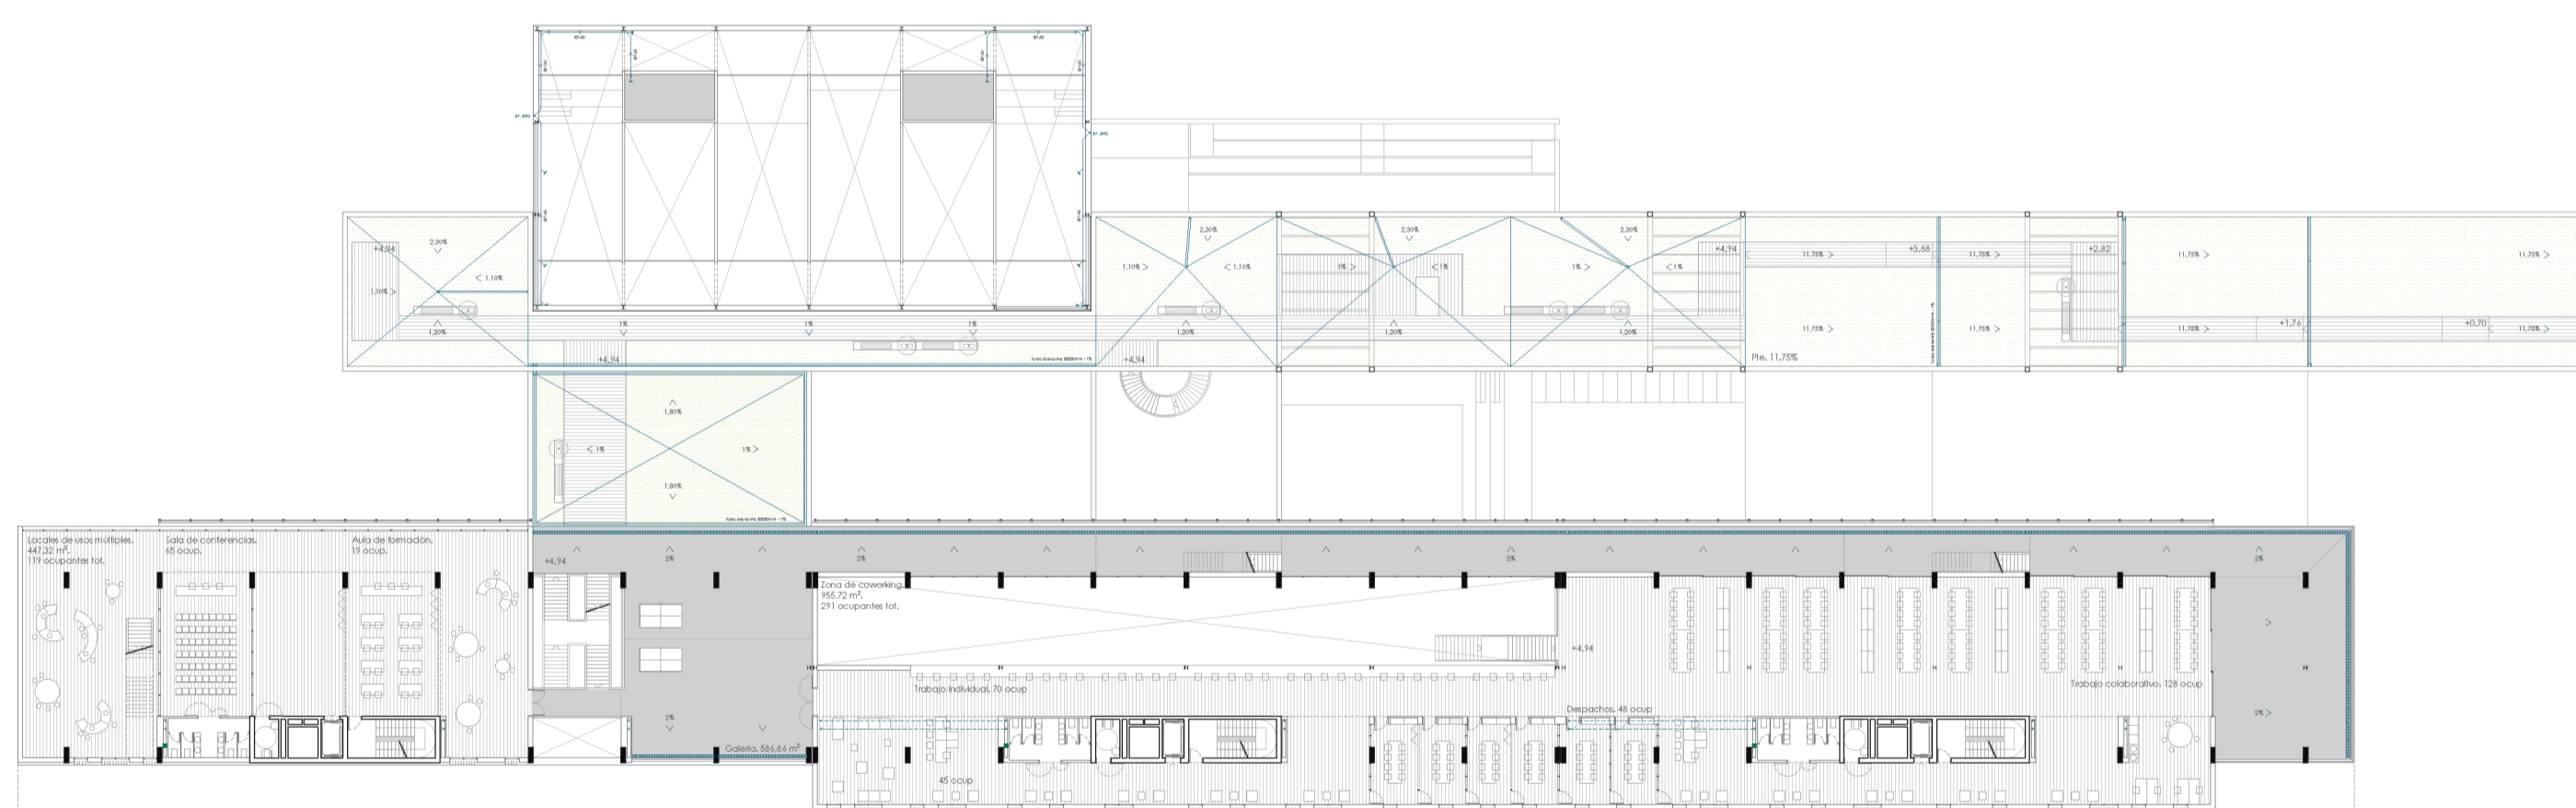 2,30%
+4,94
< 1,10%
1,10% >
1,20%
1%
1%
1%
+4,94
2,30%
1,10% >
< 1,10%
1,20%
+4,94
2,30%
1% >
< 1%
1,20%
2,30%
1% >
< 1%
1,20%
+4,94
11,75% >
+3,88
11,75% >
+2,82
11,75% >
11,75% >
11,75% >
11,75% >
Pte. 11,75%
11,75% >
+1,76
+0,70
11,75% >
1,89%
< 1%
1% >
1,89%
Locales de usos múltiples.
447,32 m².
119 ocupantes tot.
Sala de conferencias.
65 ocup.
Aula de formación.
19 ocup.
+4,94
2%
2%
2%
2%
Zona de coworking.
955,72 m².
291 ocupantes tot.
+4,94
Trabajo individual. 70 ocup
Trabajo colaborativo. 128 ocup
Despachos. 48 ocup
2%
2% >
Galería. 586,86 m²
45 ocup